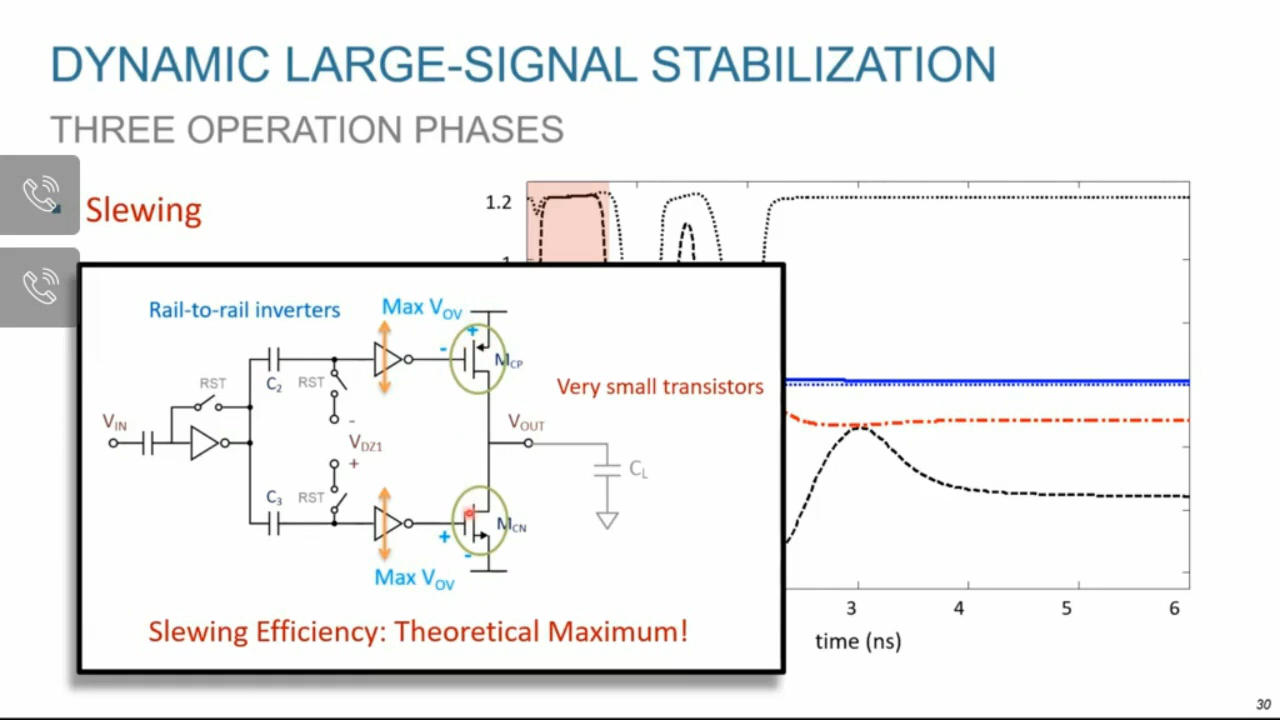 DYNAMIC LARGE-SIGNAL STABILIZATION
THREE OPERATION PHASES
Slewing
1.2
1
Rail-to-rail inverters
Max VOV
+
-
MCP
RST
C2
RST
Very small transistors
VIN
-
VDZ1
+
VOUT
CL
C3
RST
MCN
+
-
Max VOV
Slewing Efficiency: Theoretical Maximum!
3 4 5 6
time (ns)
30